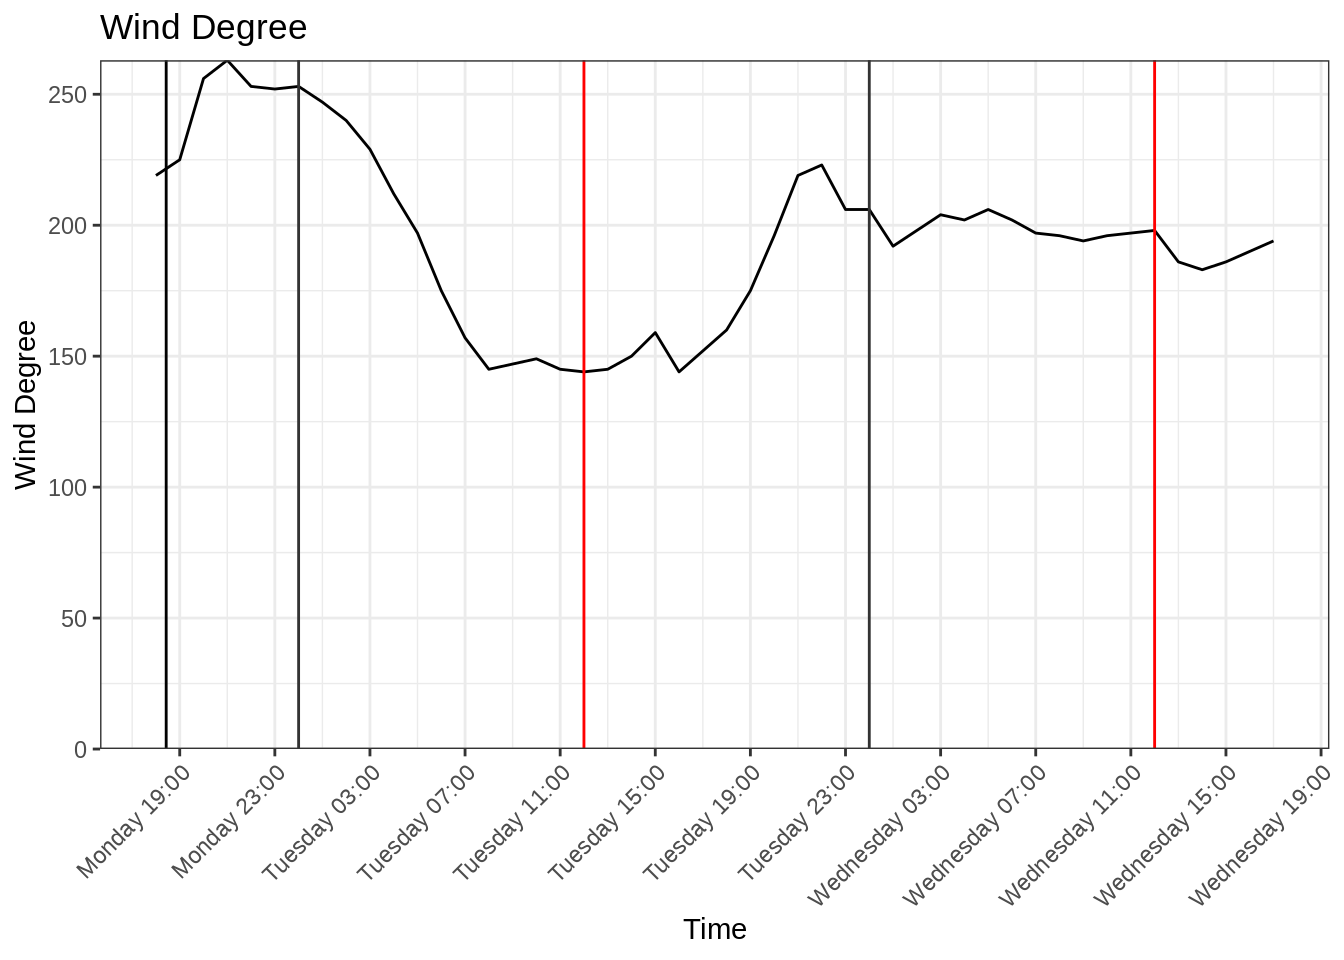 Wind Degree
Wind Degree
250
200
150
100
50
0
Monday 19:00
Monday 23:00
Tuesday 03:00
Tuesday 07:00
Tuesday 11:00
Tuesday 15:00
Tuesday 19:00
Tuesday 23:00
Wednesday 03:00
Wednesday 07:00
Wednesday 11:00
Wednesday 15:00
Wednesday 19:00
Time